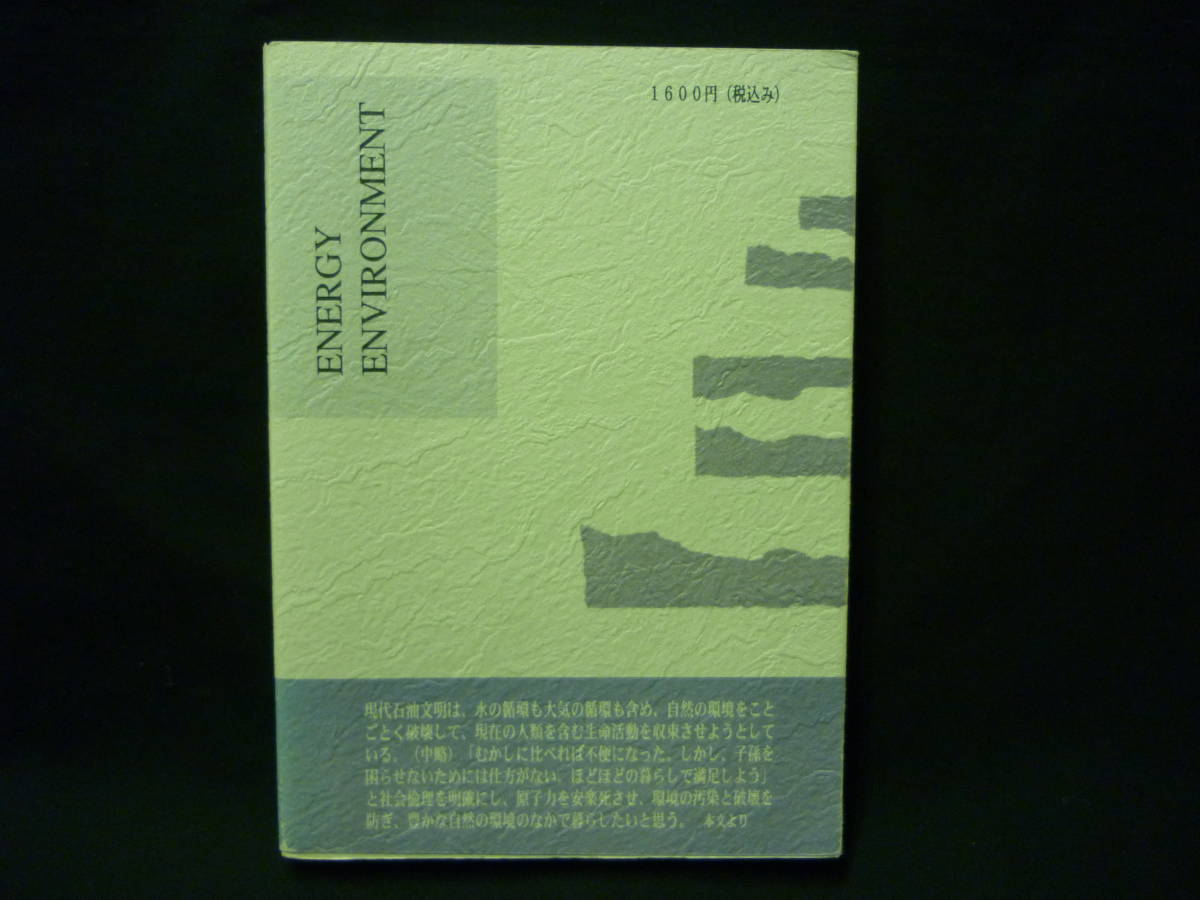 1600円(税込み)
ENERGY
ENVIRONMENT
現代石油文明は、水の循環も大気の循環も含め、自然の環境をこと
ごとく破壊して、現在の人類を含む生命活動を収束させようとして
いる。(中略)「むかしに比べれば不便になった。しかし、子孫を
困らせないためには仕方がない、ほどほどの暮らしで満足しよう」
と社会倫理を明確にし、原子力を安楽死させ、環境の汚染と破壊を
防ぎ、豊かな自然の環境のなかで暮らしたいと思う。 本文より